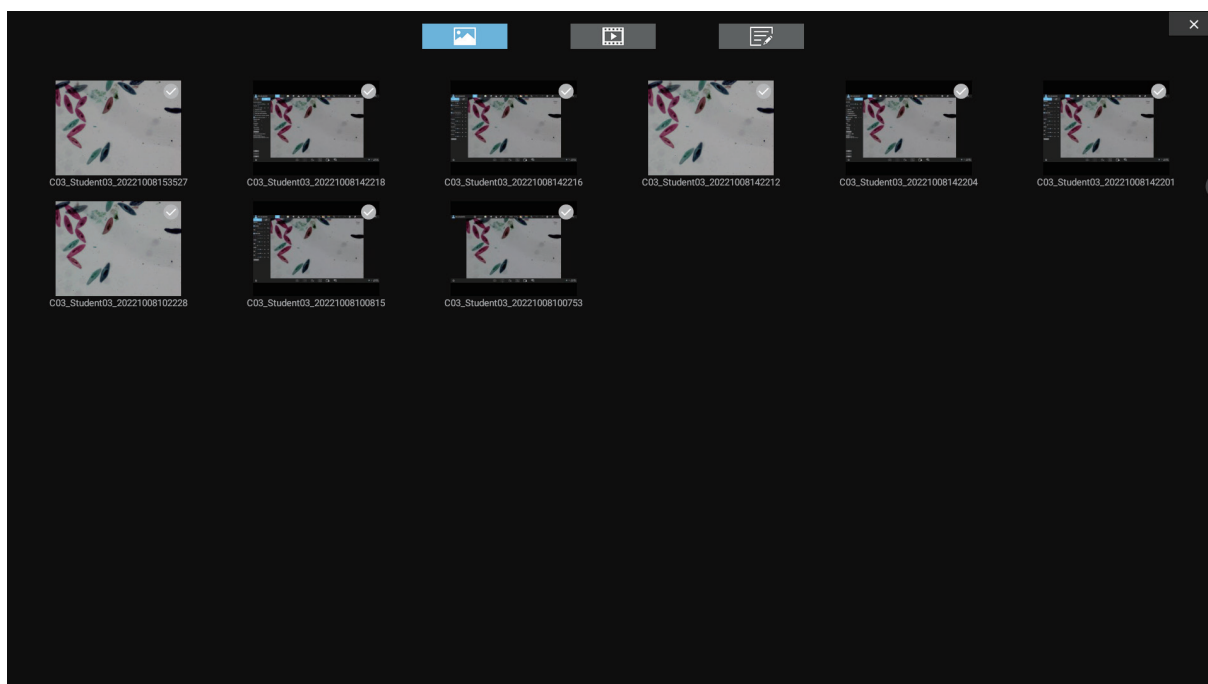 C03_Student03_20221008153527
C03_Student03_20221008142218
C03_Student03_20221008142216
C03_Student03_20221008142212
C03_Student03_20221008142204
C03_Student03_20221008142201
C03_Student03_20221008102228
C03_Student03_20221008100815
C03_Student03_20221008100753